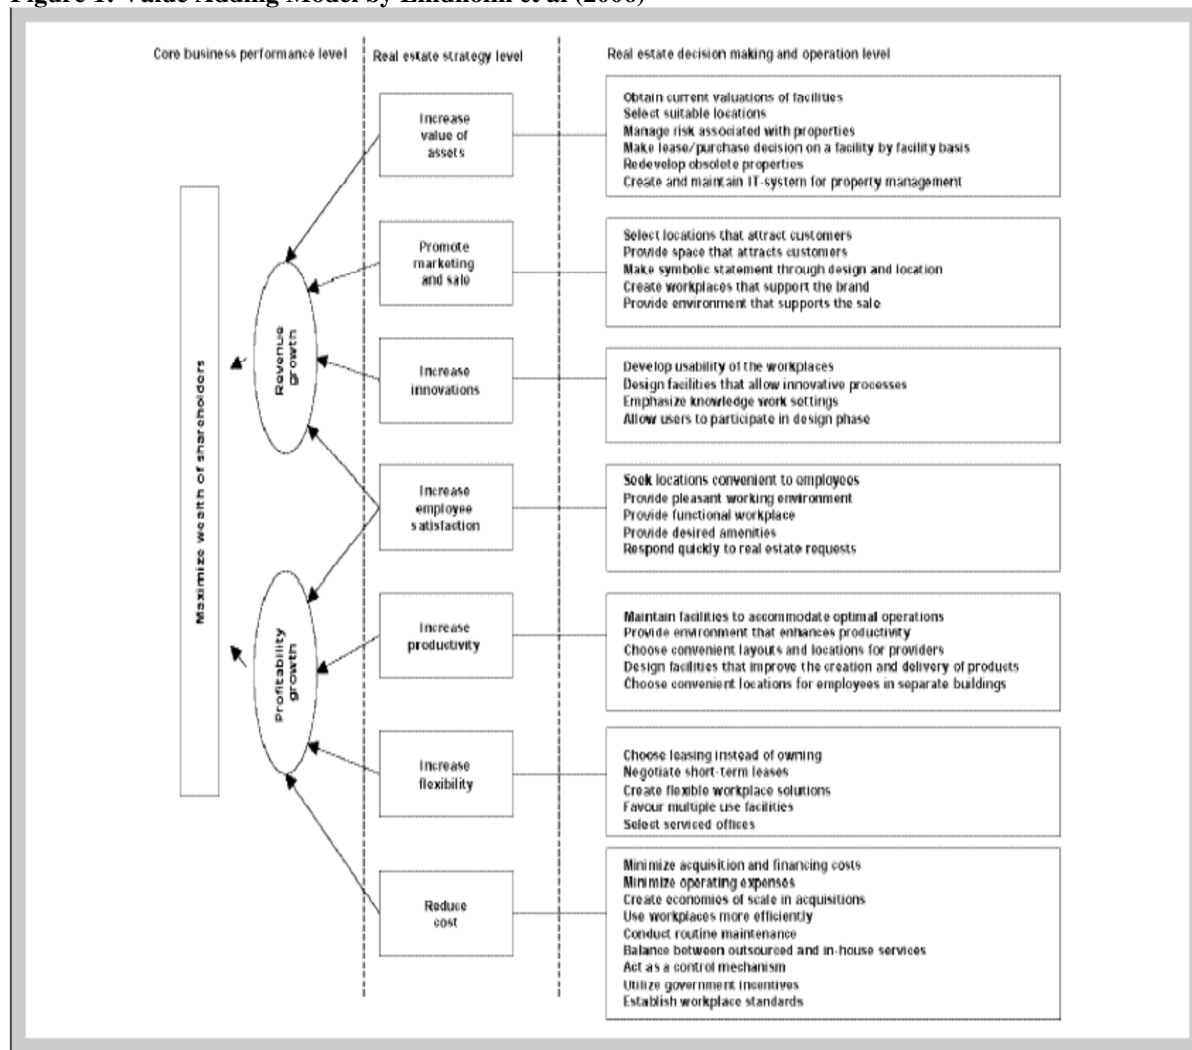 Figure 1: Value Adding Model by Lindholm et al (2006)
Core business performance level
Real estate strategy level
Real estate decision making and operation level
Maximize wealth of shareholders
Revenue
growth
Profitability
growth
Increase
value of
assets
Obtain current valuations of facilities
Select suitable locations
Manage risk associated with properties
Make lease/purchase decision on a facility by facility basis
Redevelop obsolete properties
Create and maintain IT-system for property management
Promote
marketing
and sale
Select locations that attract customers
Provide space that attracts customers
Make symbolic statement through design and location
Create workplaces that support the brand
Provide environment that supports the sale
Increase
innovations
Develop usability of the workplaces
Design facilities that allow innovative processes
Emphasize knowledge work settings
Allow users to participate in design phase
Increase
employee
satisfaction
Seek locations convenient to employees
Provide pleasant working environment
Provide functional workplace
Provide desired amenities
Respond quickly to real estate requests
Increase
productivity
Maintain facilities to accommodate optimal operations
Provide environment that enhances productivity
Choose convenient layouts and locations for providers
Design facilities that improve the creation and delivery of products
Choose convenient locations for employees in separate buildings
Increase
flexibility
Choose leasing instead of owning
Negotiate short-term leases
Create flexible workplace solutions
Favour multiple use facilities
Select serviced offices
Reduce
cost
Minimize acquisition and financing costs
Minimize operating expenses
Create economies of scale in acquisitions
Use workplaces more efficiently
Conduct routine maintenance
Balance between outsourced and in-house services
Act as a control mechanism
Utilize government incentives
Establish workplace standards